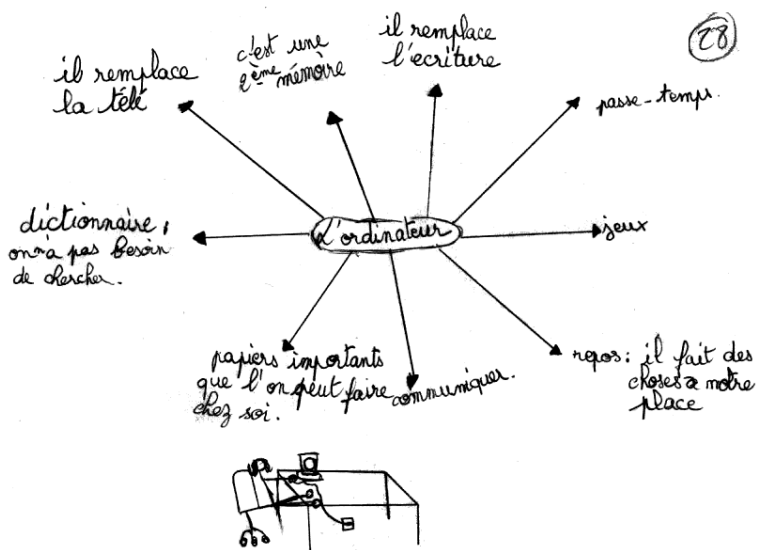 28
il remplace
la télé
c'est une
2ème mémoire
il remplace
l'ecriture
passe-temps.
dictionnaire,
on n'a pas besoin
de chercher.
L'ordinateur
jeux
papiers importants
que l'on peut faire
chez soi.
communiquer.
repos: il fait des
choses a notre
place